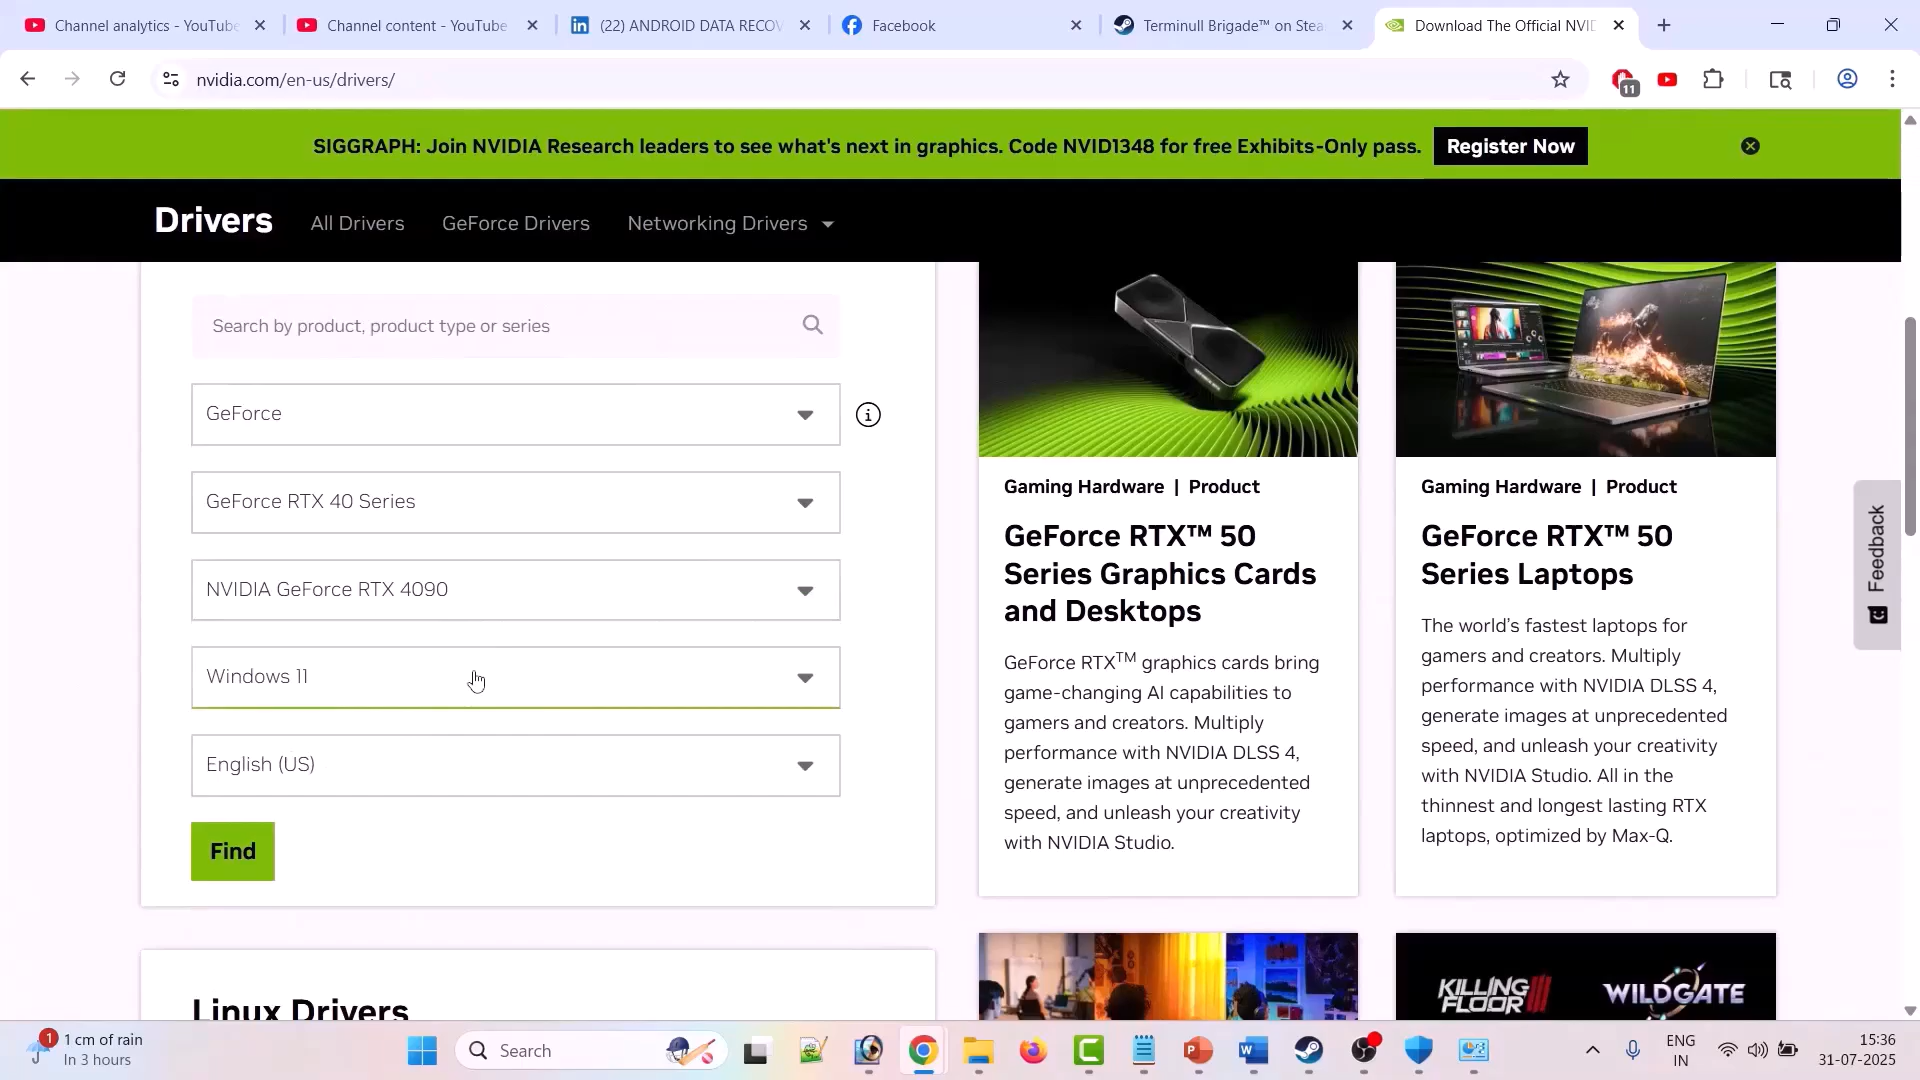 Channel analytics - YouTube
Channel content - YouTube
(22) ANDROID DATA RECOV
Facebook
Terminull Brigade™ on Stea
Download The Official NVID
nvidia.com/en-us/drivers/
11
SIGGRAPH: Join NVIDIA Research leaders to see what's next in graphics. Code NVID1348 for free Exhibits-Only pass.
Register Now
Drivers
All Drivers
GeForce Drivers
Networking Drivers
Search by product, product type or series
GeForce
GeForce RTX 40 Series
NVIDIA GeForce RTX 4090
Windows 11
English (US)
Find
Linux Drivers
Gaming Hardware | Product
GeForce RTX™ 50
Series Graphics Cards
and Desktops
GeForce RTX™ graphics cards bring
game-changing AI capabilities to
gamers and creators. Multiply
performance with NVIDIA DLSS 4,
generate images at unprecedented
speed, and unleash your creativity
with NVIDIA Studio.
Gaming Hardware | Product
GeForce RTX™ 50
Series Laptops
The world's fastest laptops for
gamers and creators. Multiply
performance with NVIDIA DLSS 4,
generate images at unprecedented
speed, and unleash your creativity
with NVIDIA Studio. All in the
thinnest and longest lasting RTX
laptops, optimized by Max-Q.
KILLING
FLOOR III
WILDGATE
Feedback
1
1 cm of rain
In 3 hours
Search
ENG
IN
15:36
31-07-2025